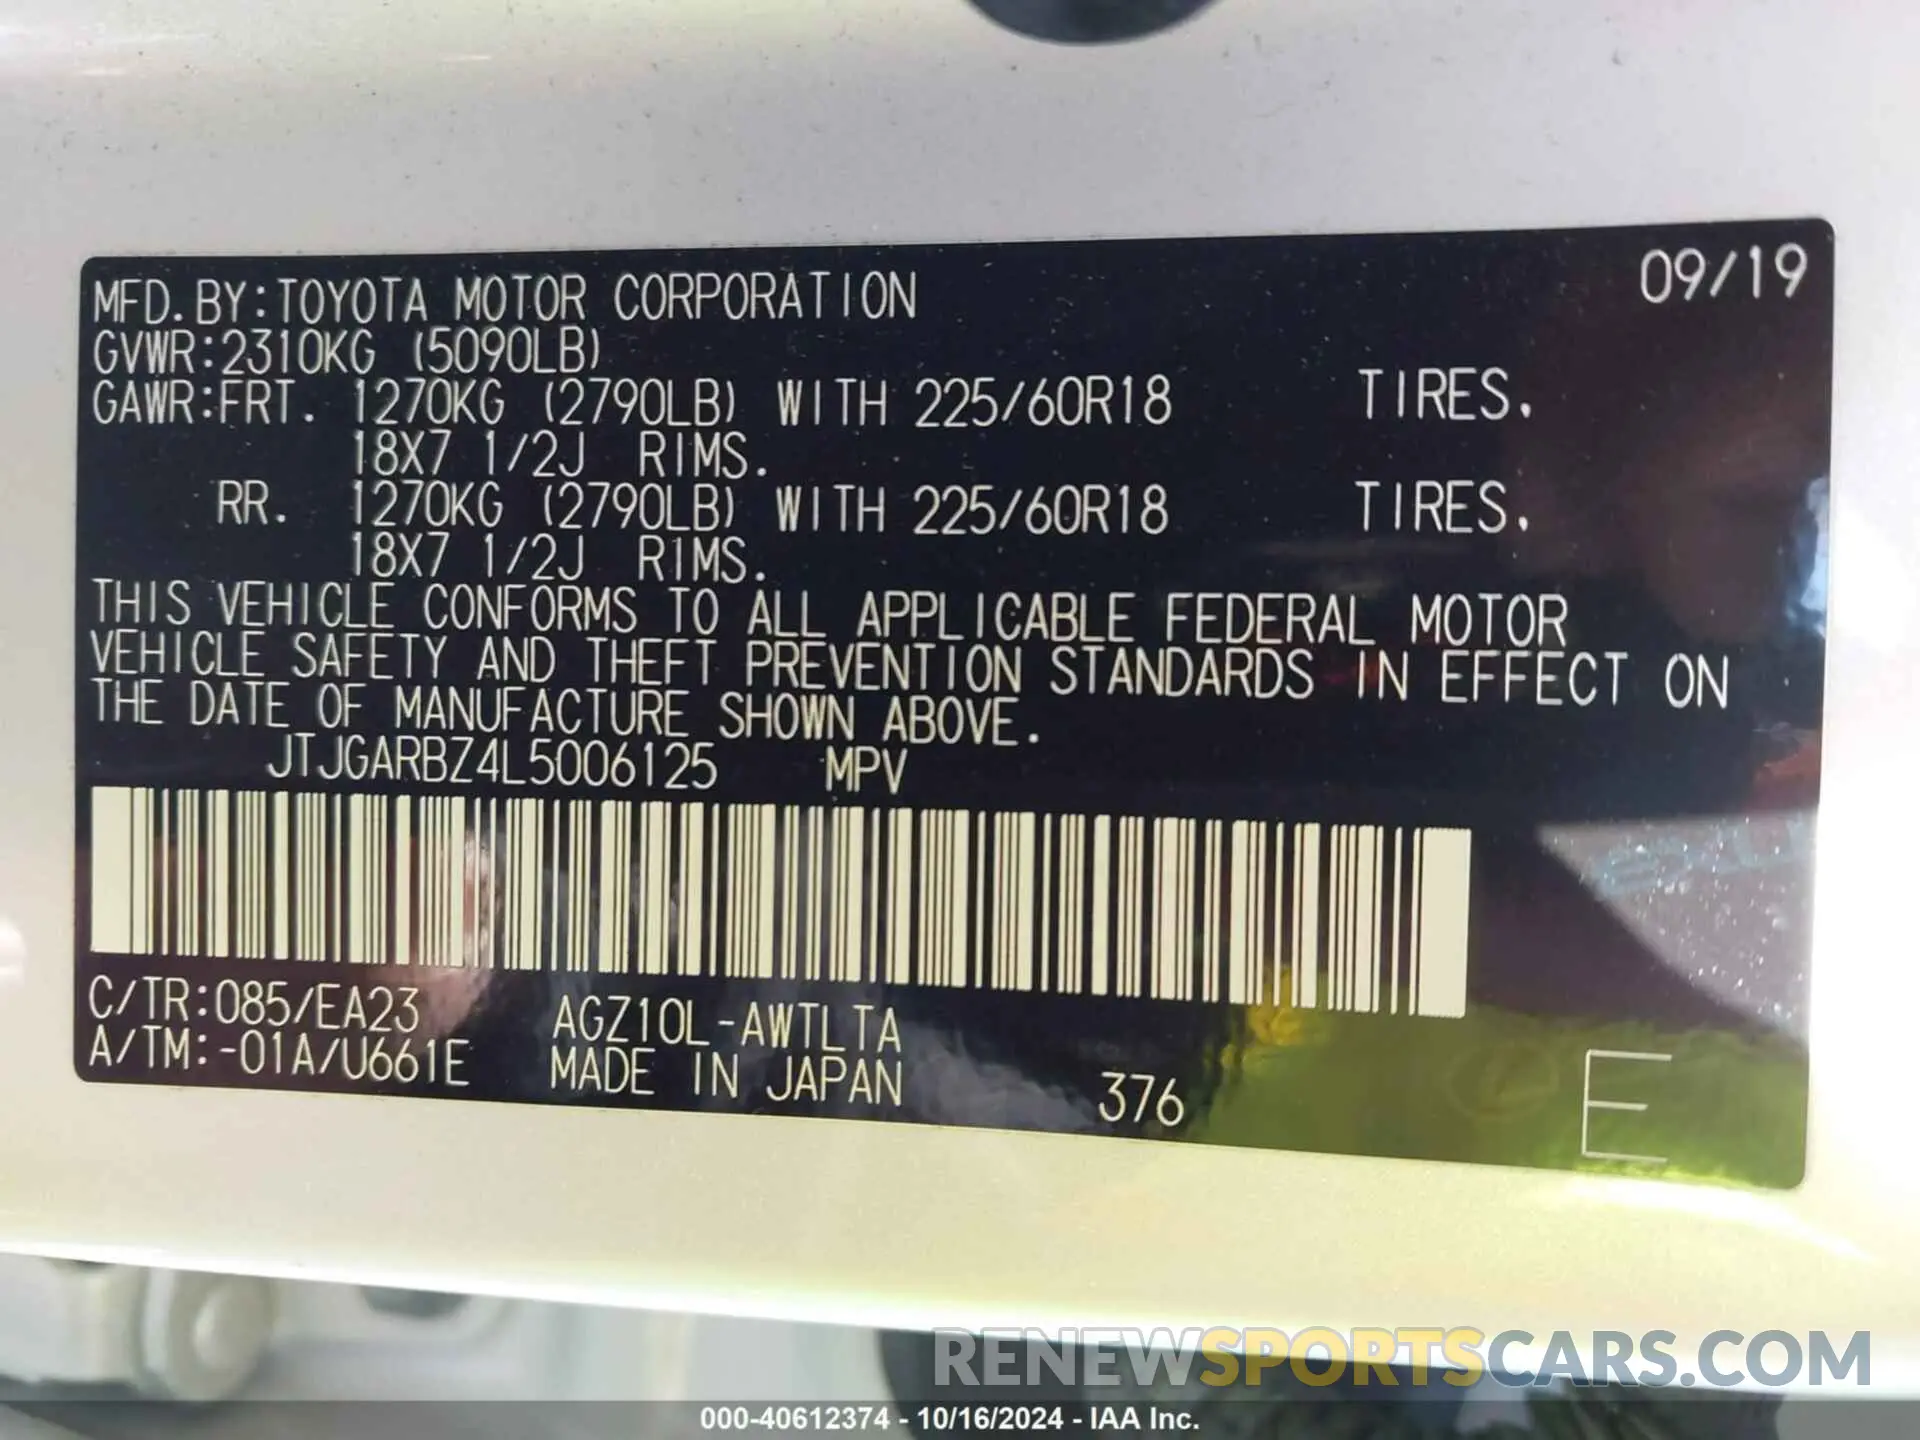 09/19
MFD.BY:TOYOTA MOTOR CORPORATION
GVWR:2310KG (5090LB)
GAWR:FRT. 1270KG (2790LB) WITH 225/60R18 TIRES.
18X7 1/2J RIMS.
RR. 1270KG (2790LB) WITH 225/60R18 TIRES.
18X7 1/2J RIMS.
THIS VEHICLE CONFORMS TO ALL APPLICABLE FEDERAL MOTOR
VEHICLE SAFETY AND THEFT PREVENTION STANDARDS IN EFFECT ON
THE DATE OF MANUFACTURE SHOWN ABOVE.
JTJGARBZ4L5006125 MPV
C/TR:085/EA23 AGZ10L-AWTLTA
A/TM:-01A/U661E MADE IN JAPAN 376 E
RENEWSPORTSCARS.COM
000-40612374 - 10/16/2024 - IAA Inc.